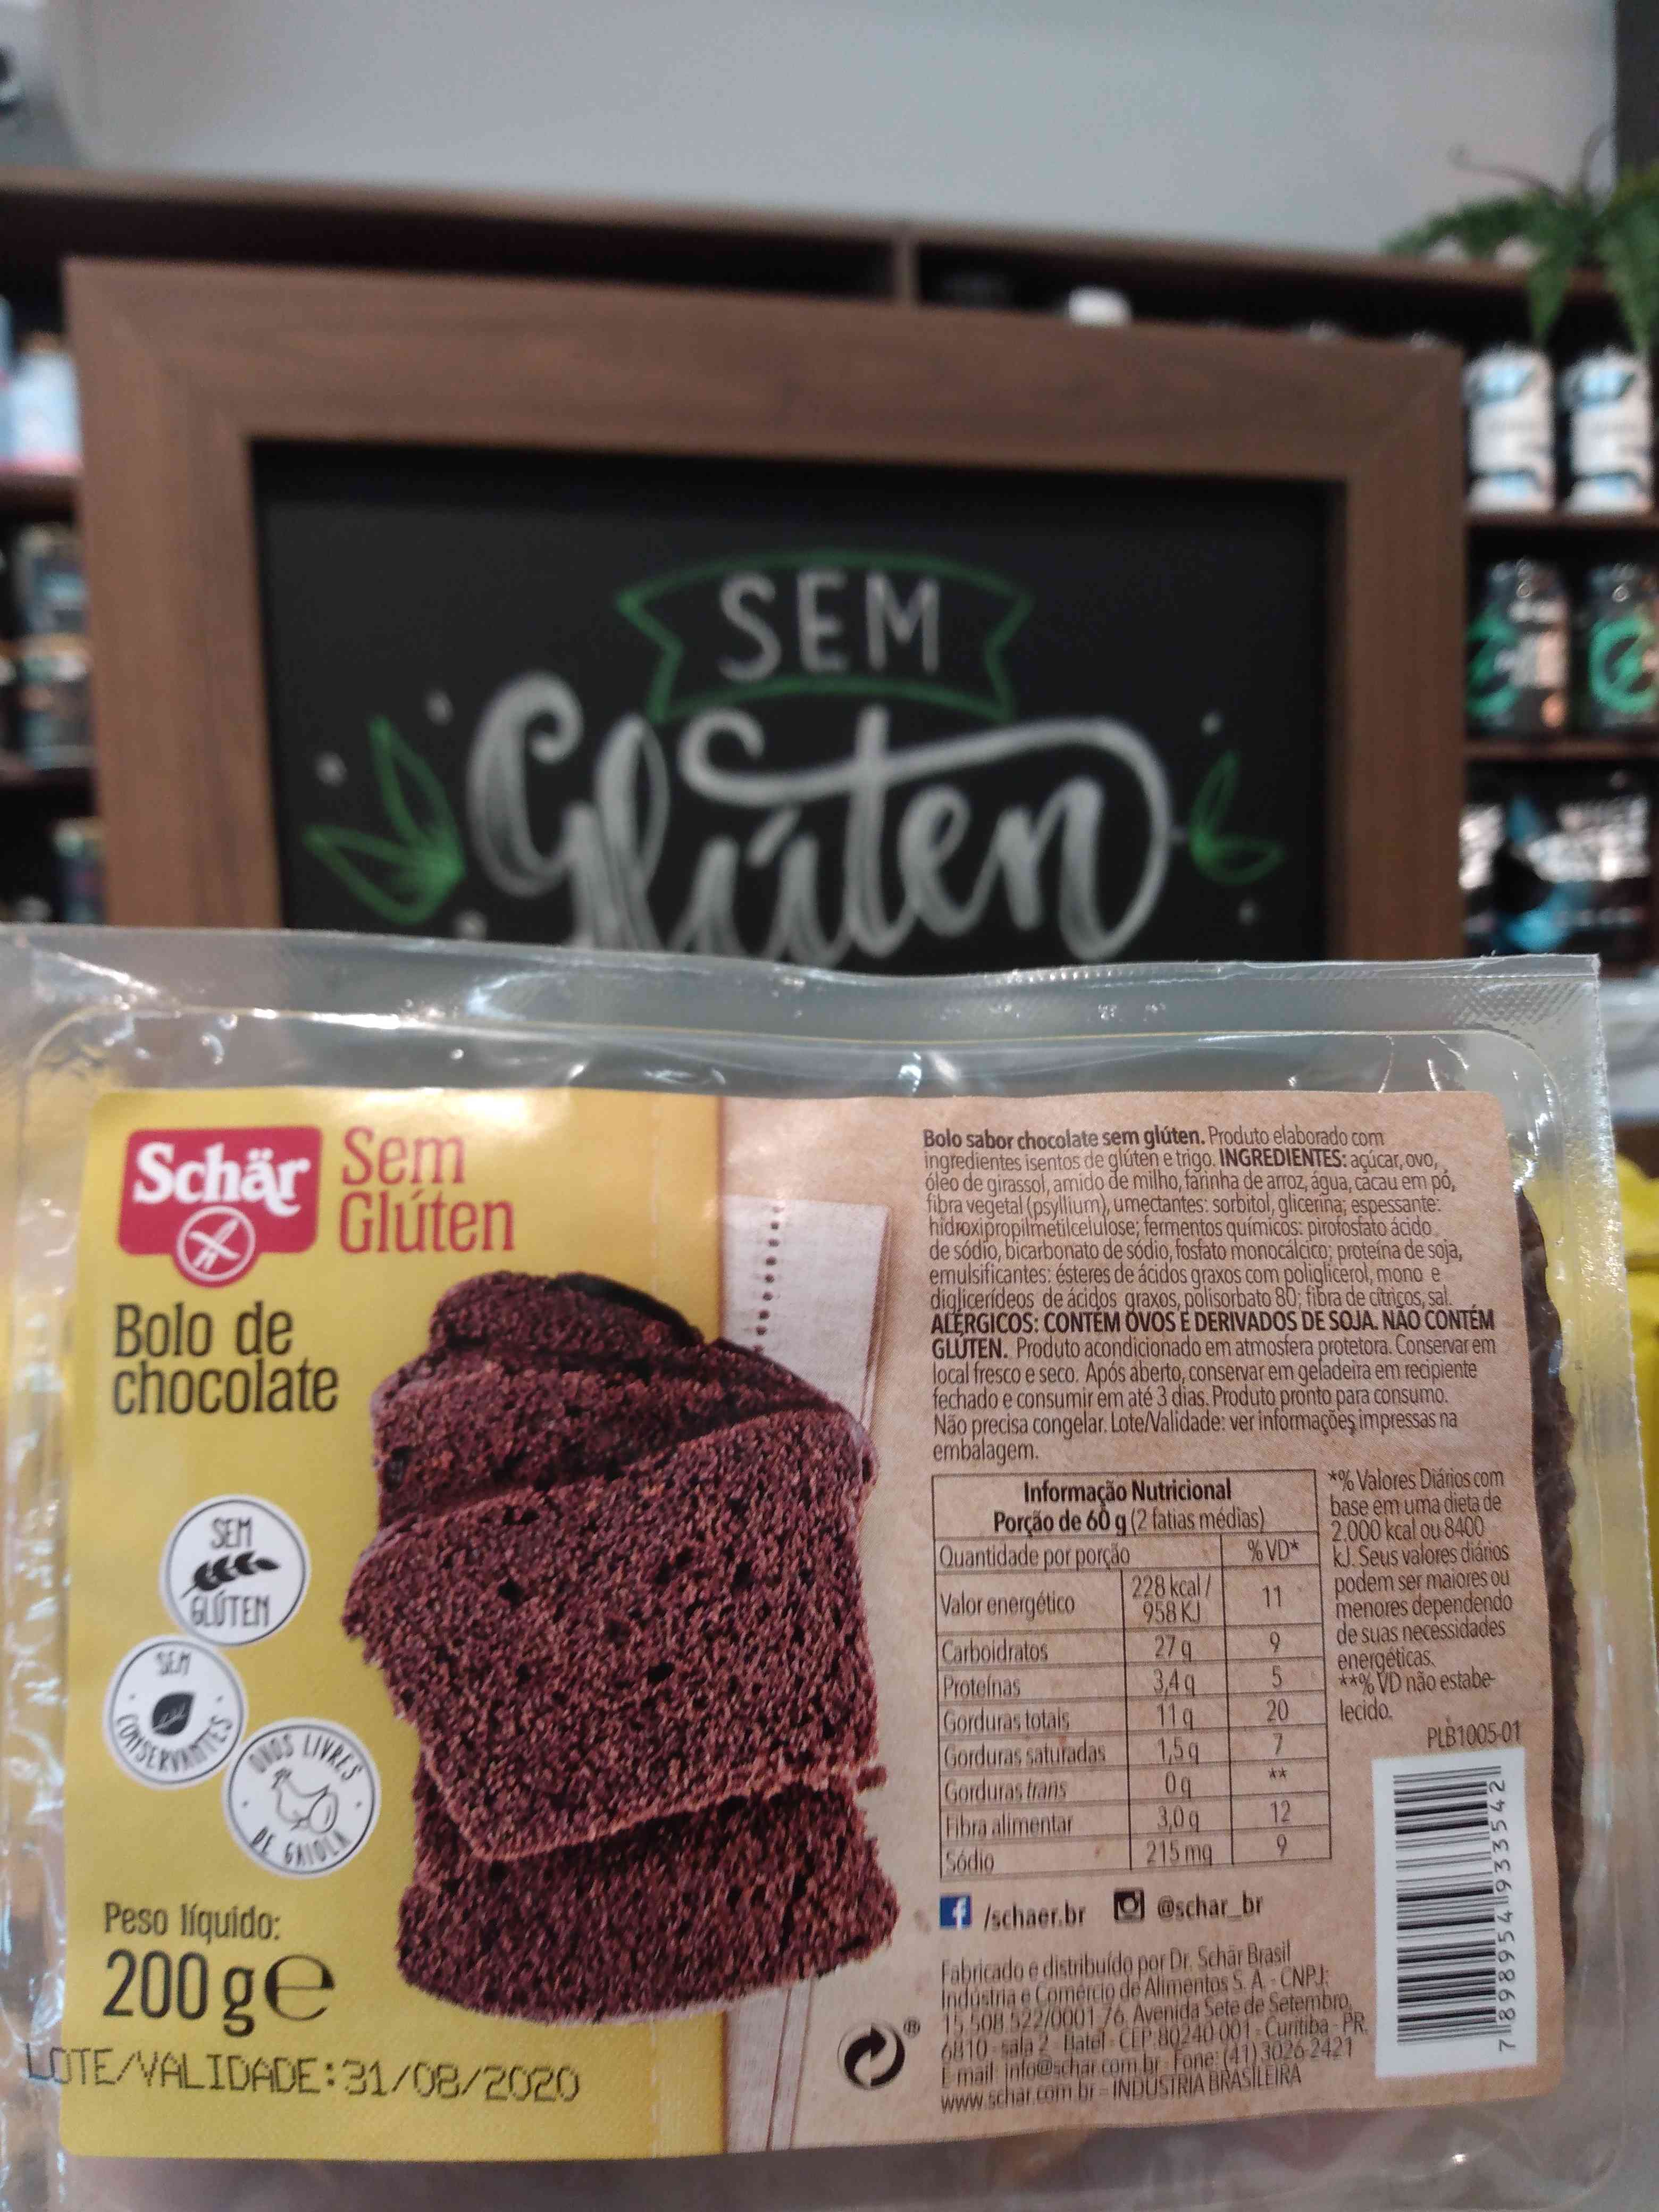 SEM
Glúten
Schär
Sem
Glúten
Bolo de
chocolate
SEM
GLÚTEN
SEM
CONSERVANTES
OVOS LIVRES
DE GAIOLA
Peso líquido:
200 g e
LOTE/VALIDADE:31/08/2020
Bolo sabor chocolate sem glúten. Produto elaborado com
ingredientes isentos de glúten e trigo. INGREDIENTES: açúcar, ovo,
óleo de girassol, amido de milho, farinha de arroz, água, cacau em pó,
fibra vegetal (psyllium), umectantes: sorbitol, glicerina; espessante:
hidroxipropilmetilcelulose; fermentos químicos: pirofosfato ácido
de sódio, bicarbonato de sódio, fosfato monocálcico; proteína de soja,
emulsificantes: ésteres de ácidos graxos com poliglicerol, mono e
diglicerídeos de ácidos graxos, polisorbato 80; fibra de cítricos, sal.
ALÉRGICOS: CONTÉM OVOS E DERIVADOS DE SOJA. NÃO CONTÉM
GLÚTEN. Produto acondicionado em atmosfera protetora. Conservar em
local fresco e seco. Após aberto, conservar em geladeira em recipiente
fechado e consumir em até 3 dias. Produto pronto para consumo.
Não precisa congelar. Lote/Validade: ver informações impressas na
embalagem.
Informação Nutricional
Porção de 60 g (2 fatias médias)
Quantidade por porção % VD*
Valor energético 228 kcal / 958 KJ 11
Carboidratos 27 g 9
Proteínas 3,4 g 5
Gorduras totais 11 g 20
Gorduras saturadas 1,5 g 7
Gorduras trans 0 g **
Fibra alimentar 3,0 g 12
Sódio 215 mg 9
*% Valores Diários com
base em uma dieta de
2.000 kcal ou 8400
kJ. Seus valores diários
podem ser maiores ou
menores dependendo
de suas necessidades
energéticas.
**% VD não estabe-
lecido.
PLB1005-01
/schaer.br @schar_br
Fabricado e distribuído por Dr. Schär Brasil
Indústria e Comércio de Alimentos S. A. - CNPJ:
15.508.522/0001-76. Avenida Sete de Setembro,
6810 - sala 2 - Batel - CEP 80240-001 - Curitiba - PR.
E-mail: info@schar.com.br - Fone: (41) 3026-2421
www.schar.com.br - INDÚSTRIA BRASILEIRA
7 898954 933542